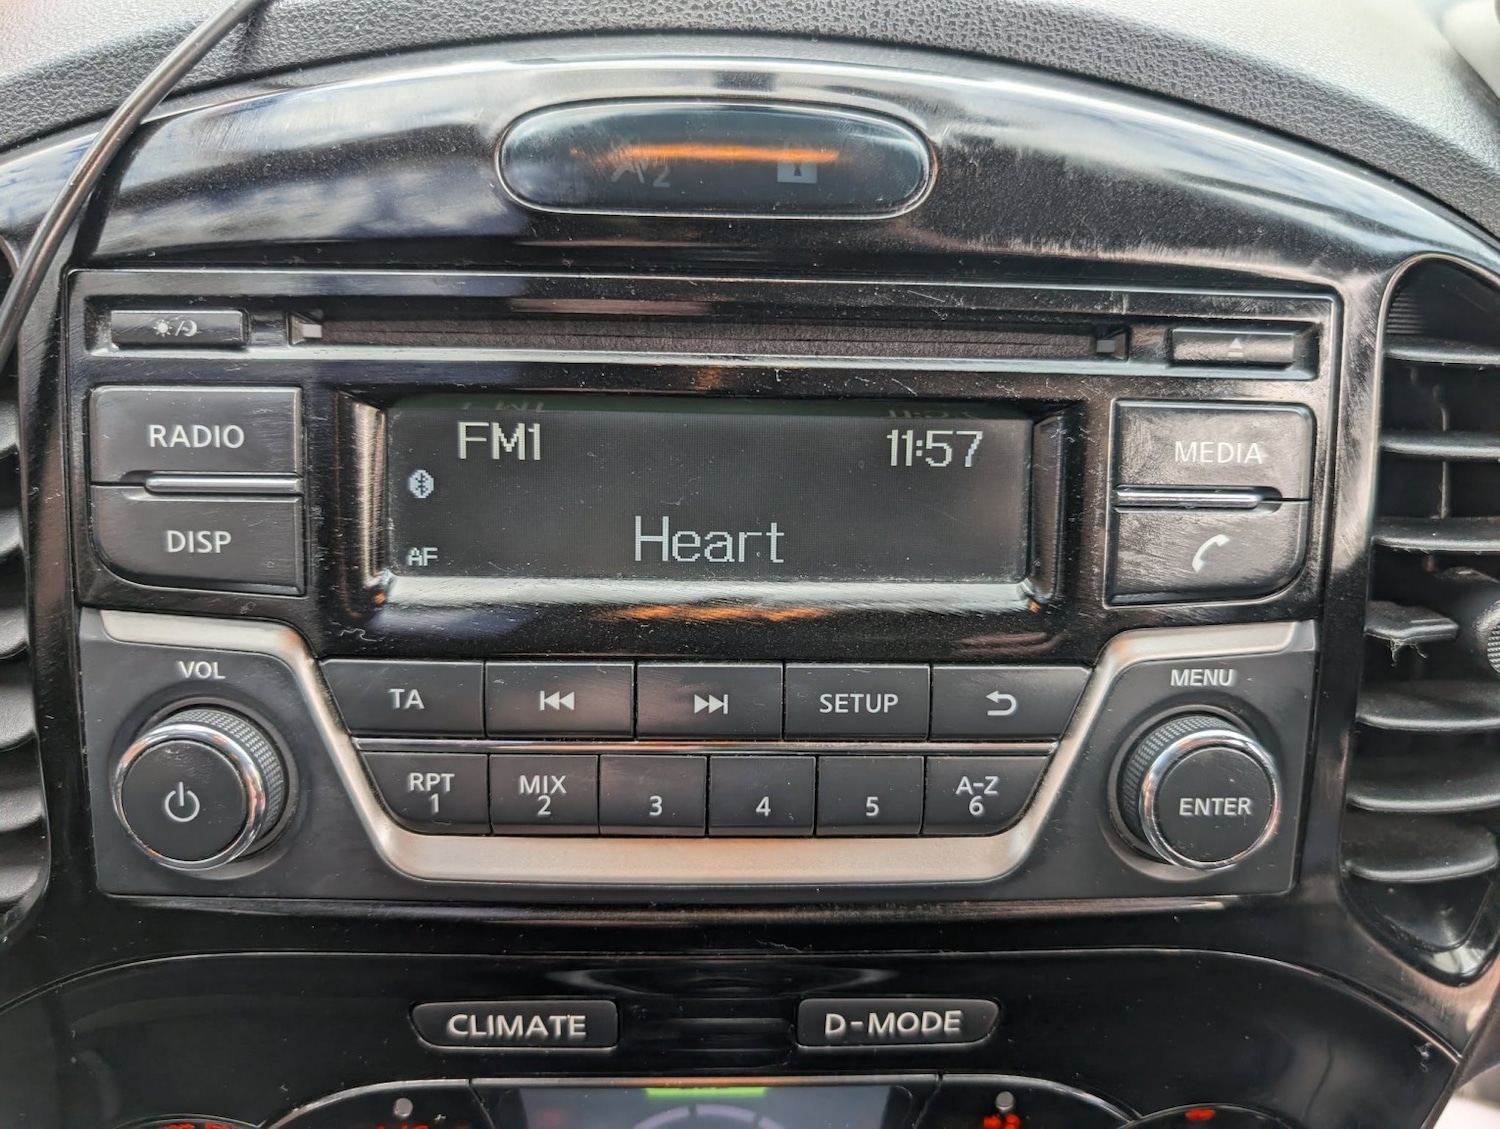 RADIO
DISP
FM1 11:57
AF
Heart
MEDIA
VOL
MENU
TA
SETUP
RPT MIX A-Z
1 2 3 4 5 6
ENTER
CLIMATE D-MODE